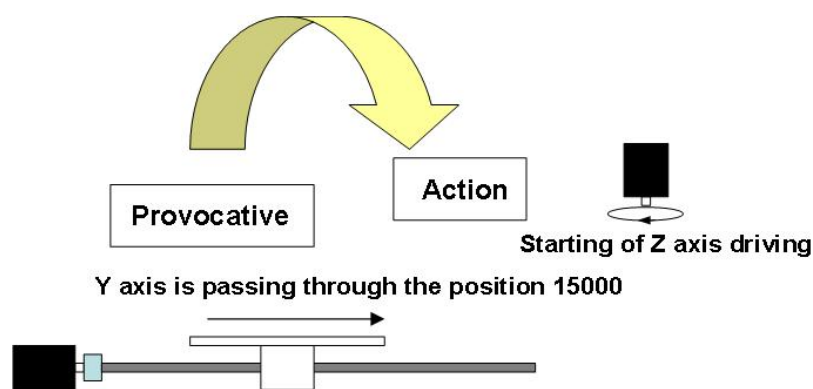 Provocative
Action
Starting of Z axis driving
Y axis is passing through the position 15000